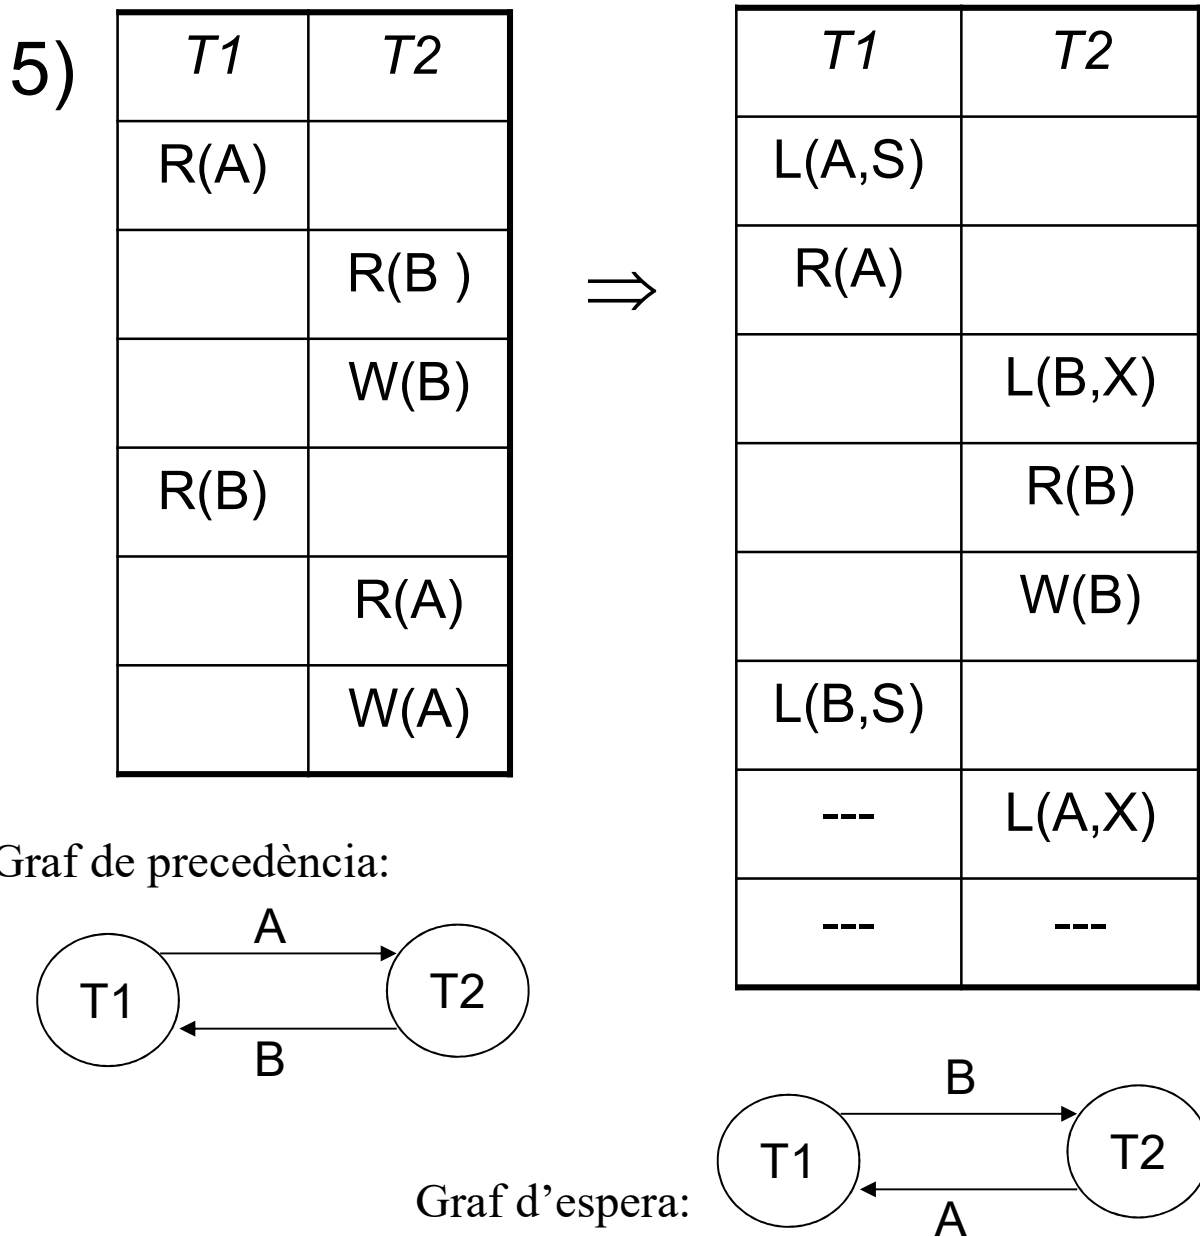 5)
T1 T2
R(A)
R(B )
W(B)
R(B)
R(A)
W(A)
⇒
T1 T2
L(A,S)
R(A)
L(B,X)
R(B)
W(B)
L(B,S)
--- L(A,X)
--- ---
Graf de precedència:
A
T1 T2
B
Graf d’espera:
B
T1 T2
A